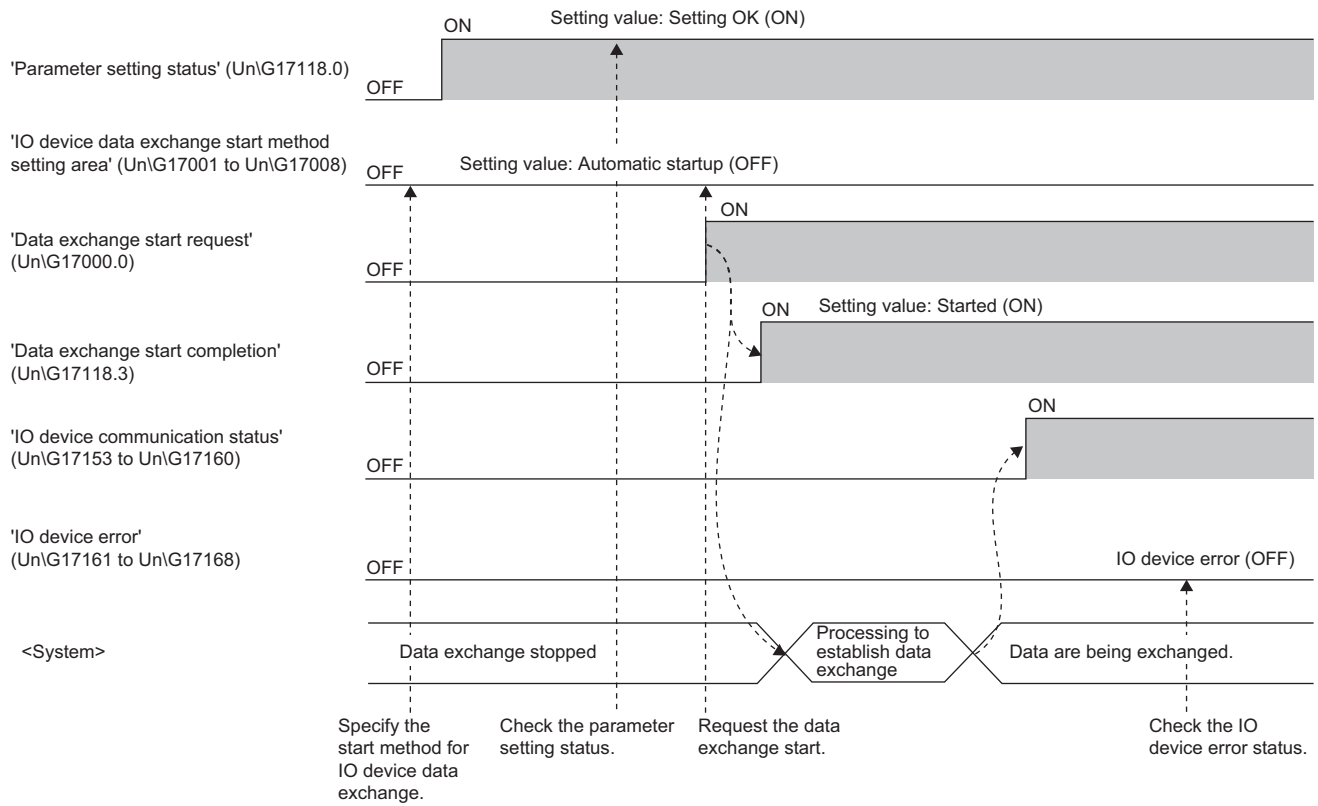 ON
Setting value: Setting OK (ON)
'Parameter setting status' (Un\G17118.0)
OFF
'IO device data exchange start method
setting area' (Un\G17001 to Un\G17008)
OFF
Setting value: Automatic startup (OFF)
ON
'Data exchange start request'
(Un\G17000.0)
OFF
ON
Setting value: Started (ON)
'Data exchange start completion'
(Un\G17118.3)
OFF
ON
'IO device communication status'
(Un\G17153 to Un\G17160)
OFF
'IO device error'
(Un\G17161 to Un\G17168)
OFF
IO device error (OFF)
<System>
Data exchange stopped
Processing to
establish data
exchange
Data are being exchanged.
Specify the
start method for
IO device data
exchange.
Check the parameter
setting status.
Request the data
exchange start.
Check the IO
device error status.